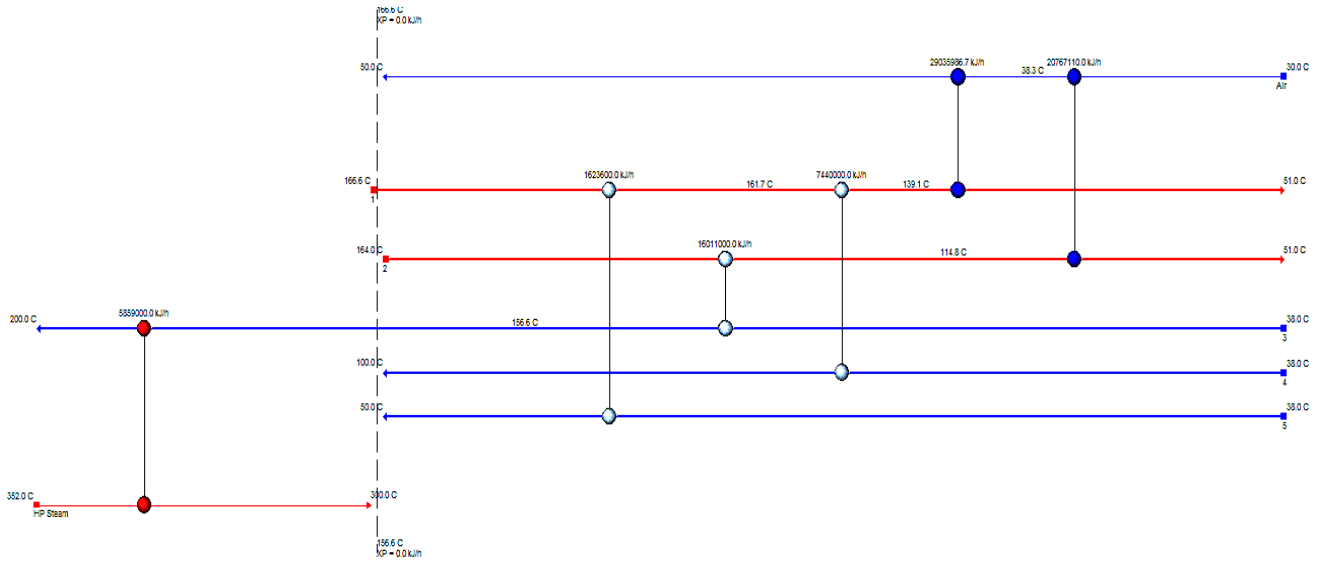 166.6 C
XP = 0.0 kJ/h
29035986.7 kJ/h
20767110.0 kJ/h
50.0 C
38.3 C
30.0 C
Air
1623600.0 kJ/h
7440000.0 kJ/h
166.6 C
161.7 C
139.1 C
51.0 C
1
16011000.0 kJ/h
164.0 C
114.8 C
51.0 C
2
5859000.0 kJ/h
200.0 C
156.6 C
38.0 C
3
100.0 C
38.0 C
4
50.0 C
38.0 C
5
352.0 C
300.0 C
HP Steam
156.6 C
XP = 0.0 kJ/h